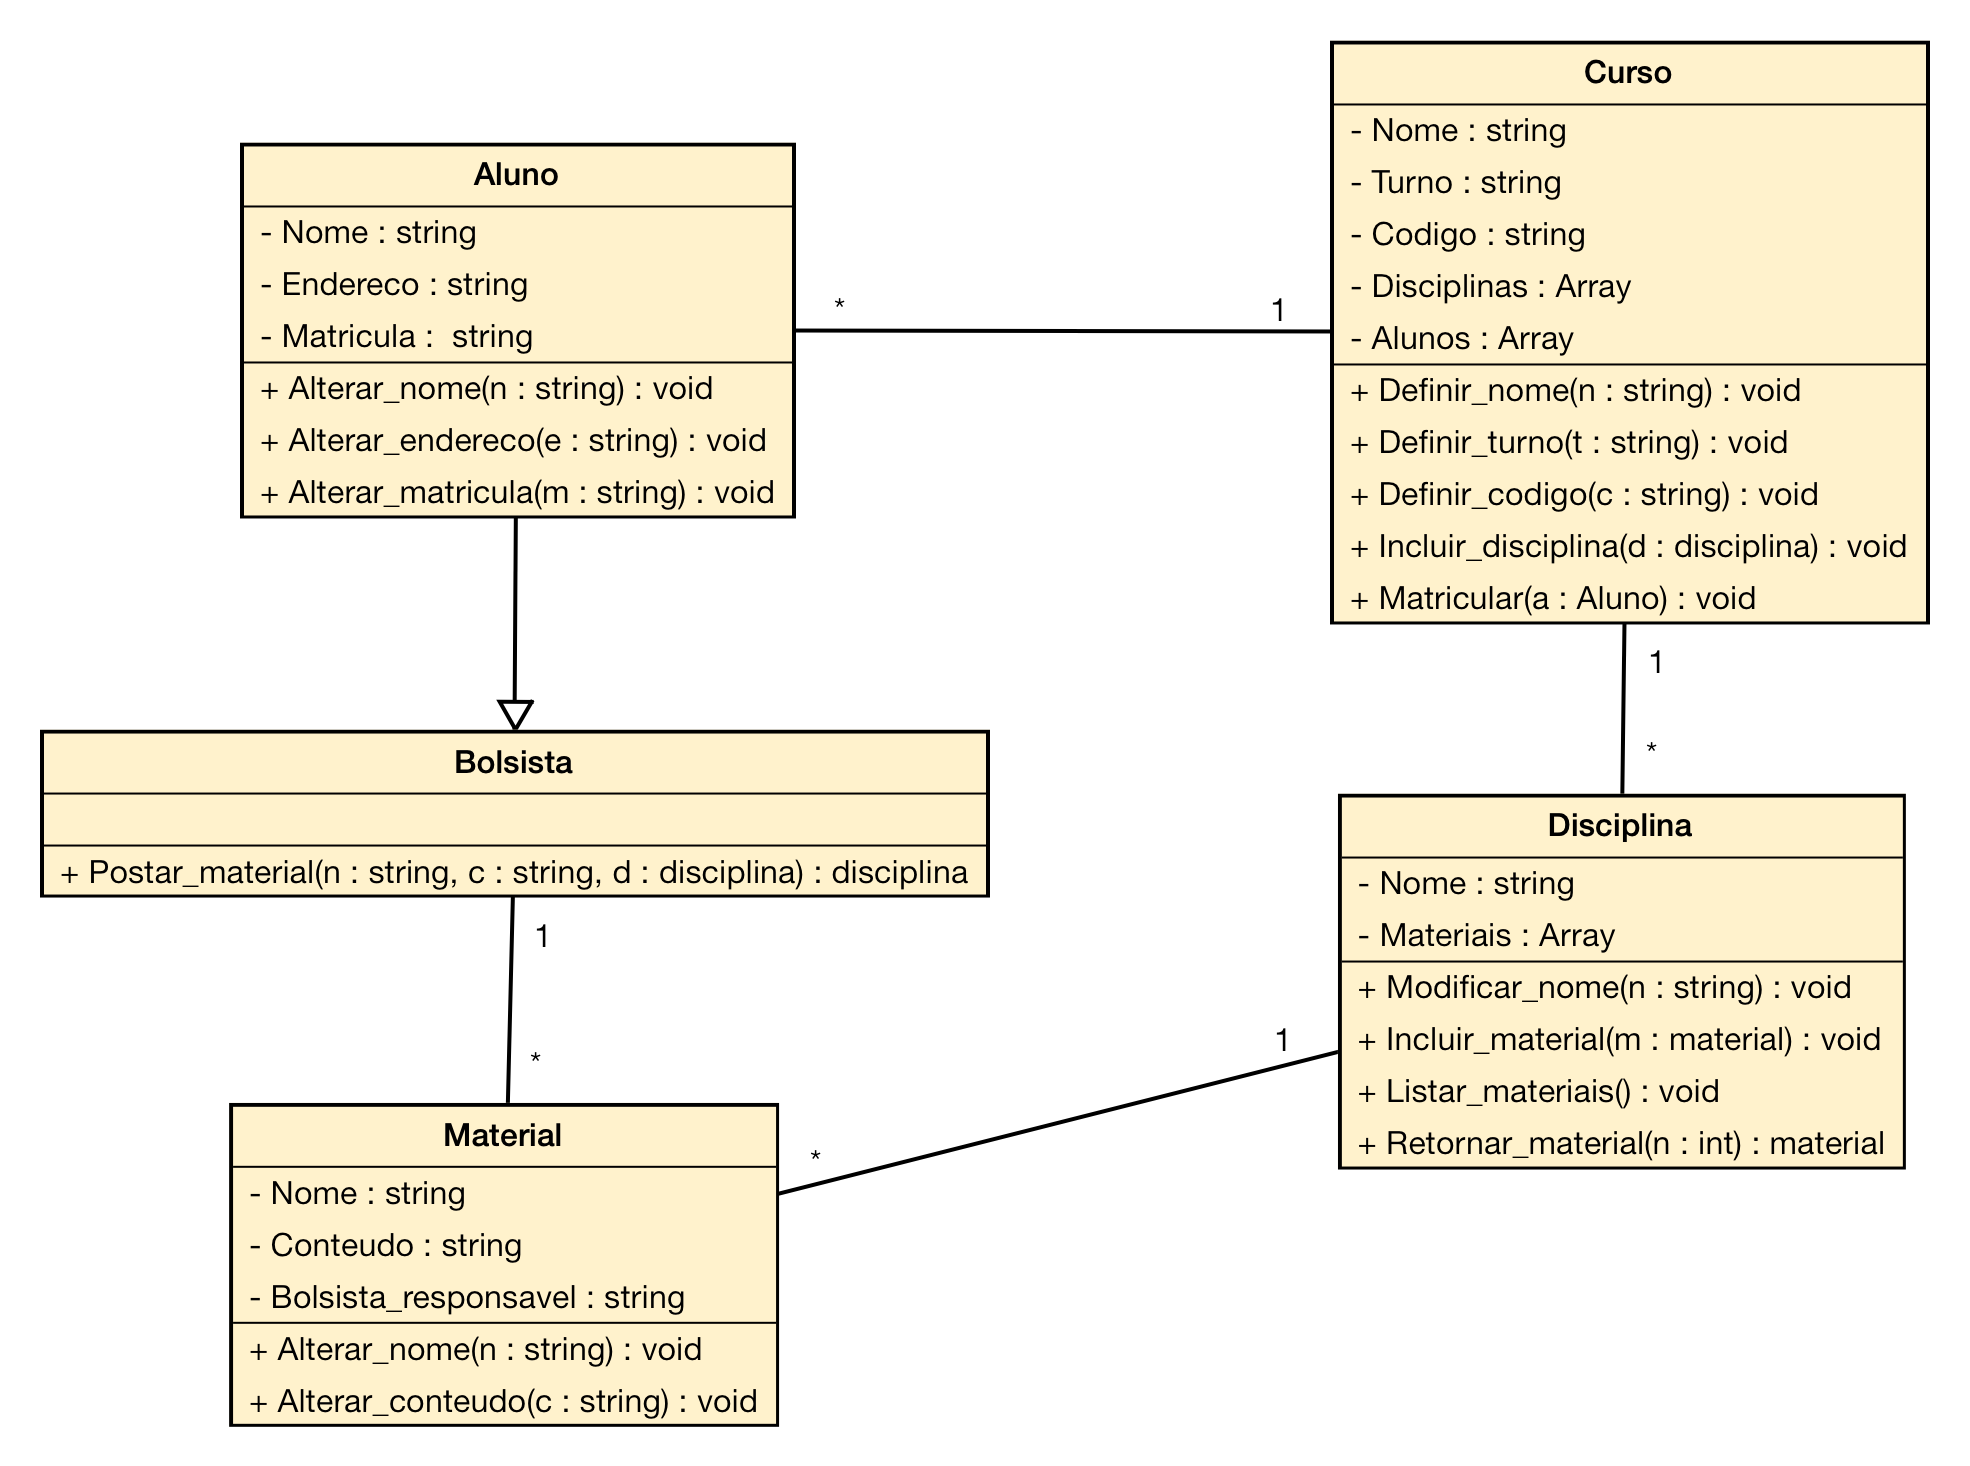 Aluno
- Nome : string
- Endereco : string
- Matricula :  string
+ Alterar_nome(n : string) : void
+ Alterar_endereco(e : string) : void
+ Alterar_matricula(m : string) : void
*
1
Curso
- Nome : string
- Turno : string
- Codigo : string
- Disciplinas : Array
- Alunos : Array
+ Definir_nome(n : string) : void
+ Definir_turno(t : string) : void
+ Definir_codigo(c : string) : void
+ Incluir_disciplina(d : disciplina) : void
+ Matricular(a : Aluno) : void
1
*
Bolsista
+ Postar_material(n : string, c : string, d : disciplina) : disciplina
1
*
Disciplina
- Nome : string
- Materiais : Array
+ Modificar_nome(n : string) : void
+ Incluir_material(m : material) : void
+ Listar_materiais() : void
+ Retornar_material(n : int) : material
1
*
Material
- Nome : string
- Conteudo : string
- Bolsista_responsavel : string
+ Alterar_nome(n : string) : void
+ Alterar_conteudo(c : string) : void